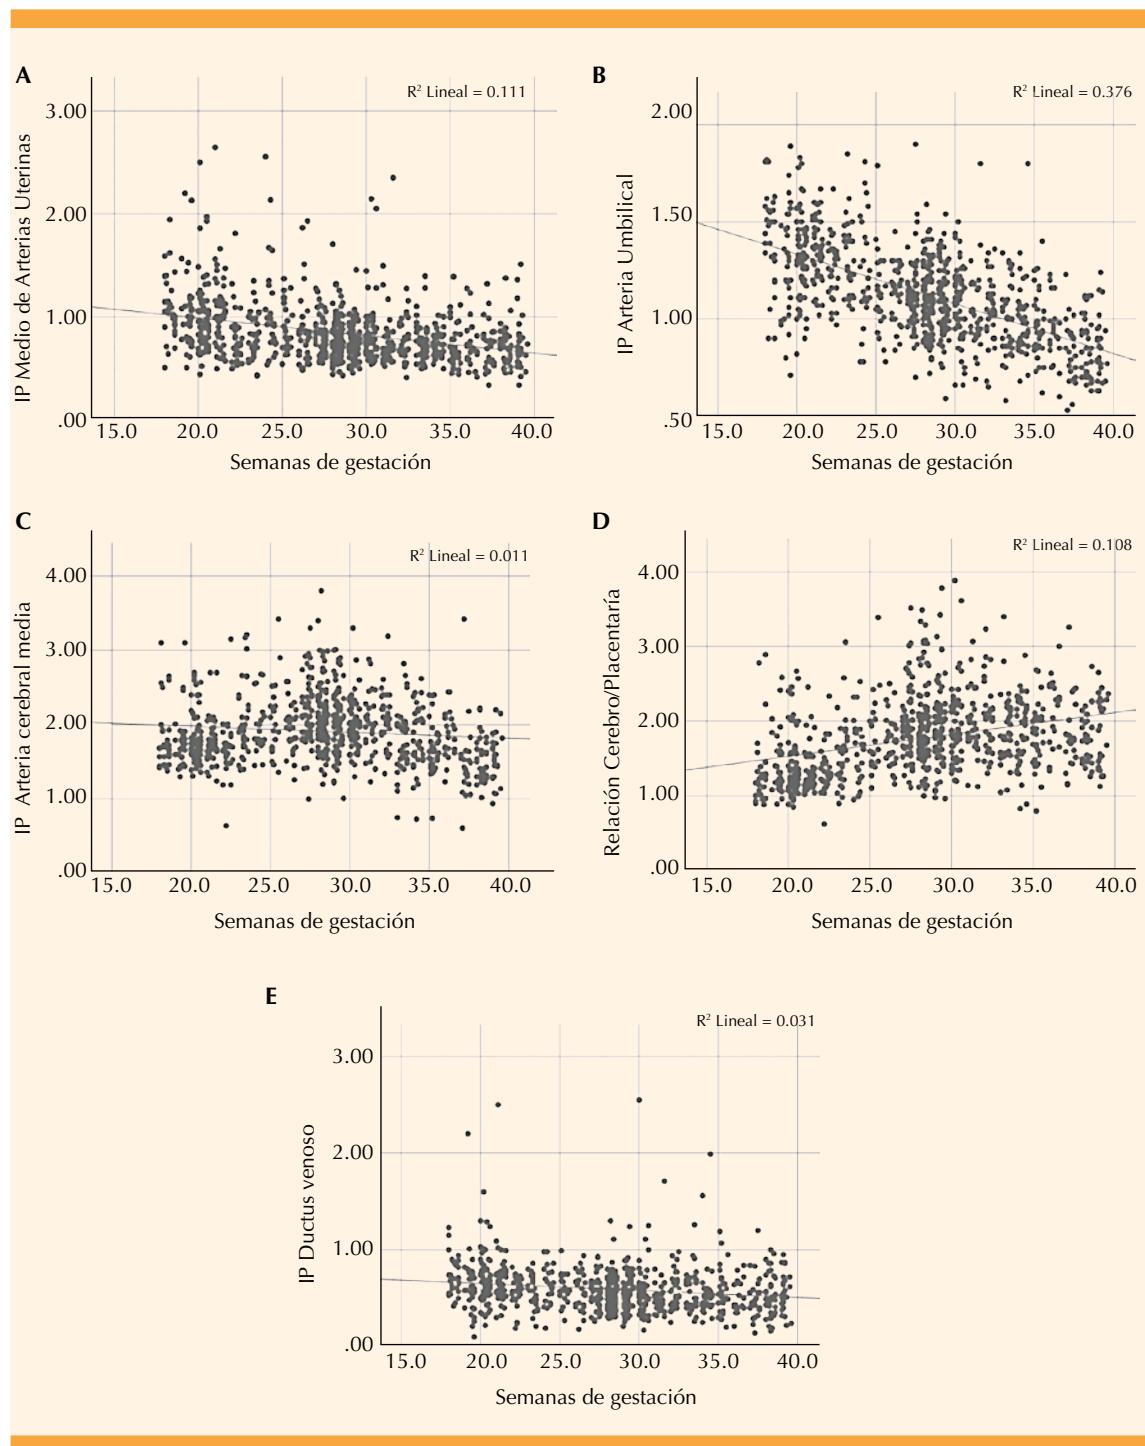 A
R² Lineal = 0.111
IP Medio de Arterias Uterinas
3.00
2.00
1.00
.00
15.0 20.0 25.0 30.0 35.0 40.0
Semanas de gestación
B
R² Lineal = 0.376
IP Arteria Umbilical
2.00
1.50
1.00
.50
15.0 20.0 25.0 30.0 35.0 40.0
Semanas de gestación
C
R² Lineal = 0.011
IP Arteria cerebral media
4.00
3.00
2.00
1.00
.00
15.0 20.0 25.0 30.0 35.0 40.0
Semanas de gestación
D
R² Lineal = 0.108
Relación Cerebro/Placentaría
4.00
3.00
2.00
1.00
.00
15.0 20.0 25.0 30.0 35.0 40.0
Semanas de gestación
E
R² Lineal = 0.031
IP Ductus venoso
3.00
2.00
1.00
.00
15.0 20.0 25.0 30.0 35.0 40.0
Semanas de gestación